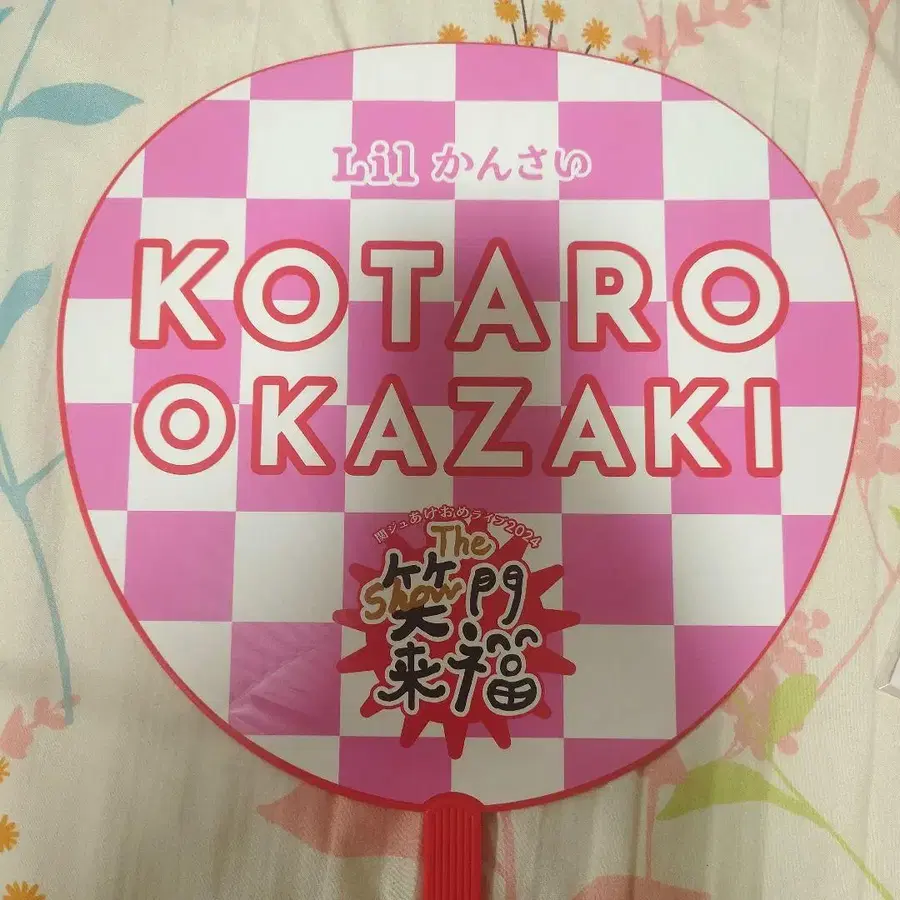 Lil かんさい
KOTARO
OKAZAKI
関ジュあけおめライブ2024
The
Show
笑門
来福